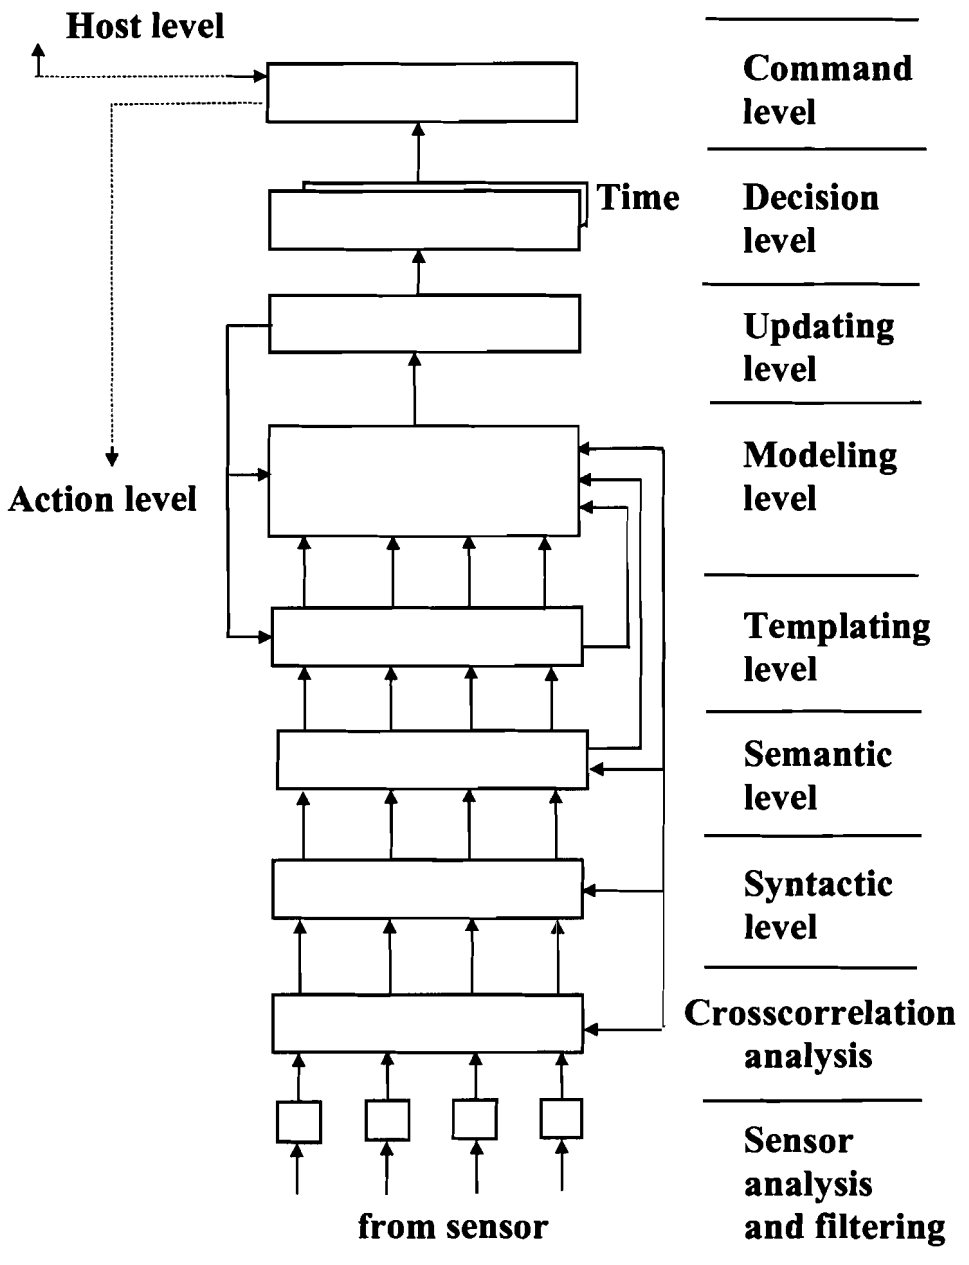 Host level
Command
level
Time
Decision
level
Updating
level
Modeling
level
Action level
Templating
level
Semantic
level
Syntactic
level
Crosscorrelation
analysis
Sensor
analysis
and filtering
from sensor